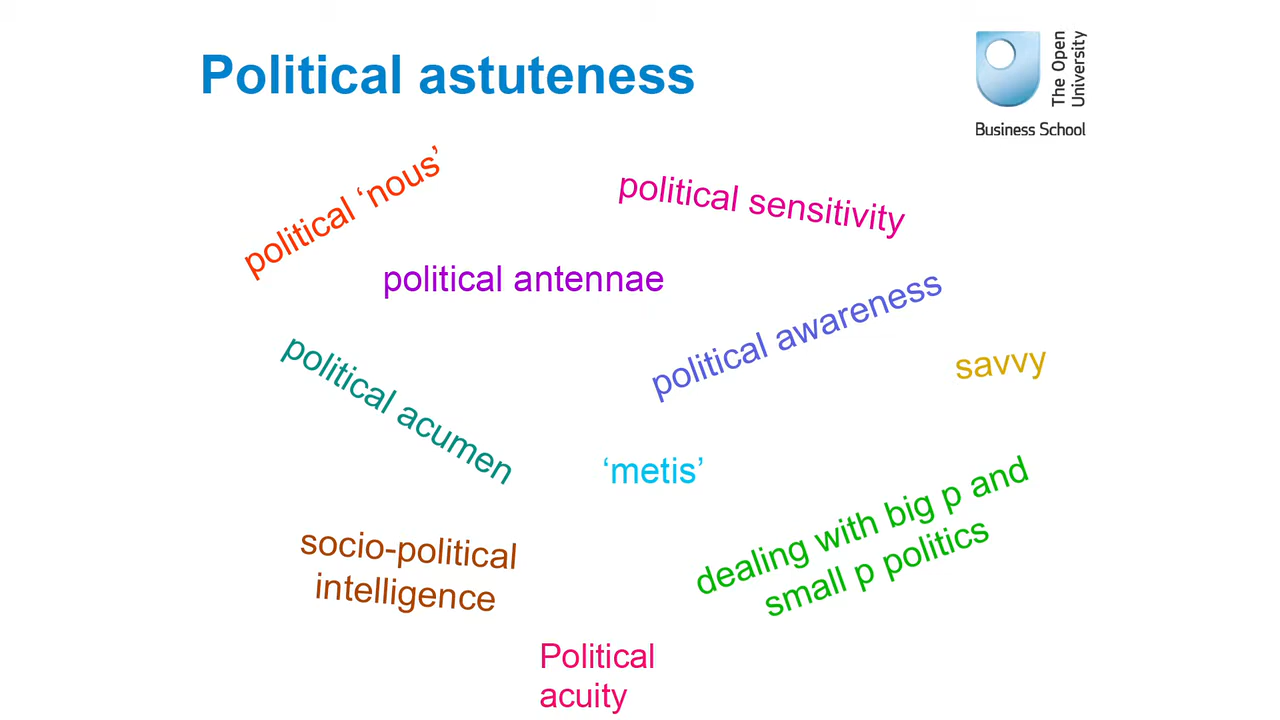 Political astuteness
The Open
University
Business School
political ‘nous’
political sensitivity
political antennae
political awareness
savvy
political acumen
‘metis’
dealing with big p and
small p politics
socio-political
intelligence
Political
acuity